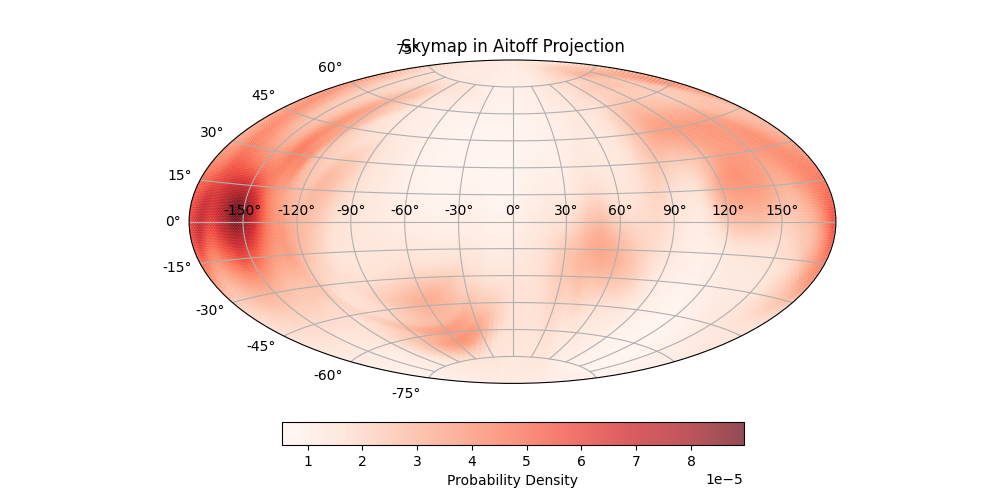 Skymap in Aitoff Projection
75°
60°
45°
30°
15°
-150° -120° -90° -60° -30° 0° 30° 60° 90° 120° 150°
0°
-15°
-30°
-45°
-60°
-75°
1 2 3 4 5 6 7 8
1e−5
Probability Density